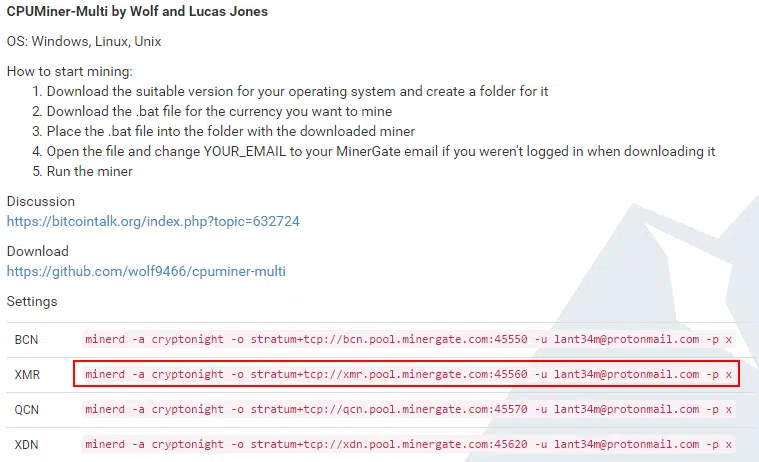 CPUMiner-Multi by Wolf and Lucas Jones
OS: Windows, Linux, Unix
How to start mining:
1. Download the suitable version for your operating system and create a folder for it
2. Download the .bat file for the currency you want to mine
3. Place the .bat file into the folder with the downloaded miner
4. Open the file and change YOUR_EMAIL to your MinerGate email if you weren't logged in when downloading it
5. Run the miner
Discussion
https://bitcointalk.org/index.php?topic=632724
Download
https://github.com/wolf9466/cpuminer-multi
Settings
BCN minerd -a cryptonight -o stratum+tcp://bcn.pool.minergate.com:45550 -u lant34m@protonmail.com -p x
XMR minerd -a cryptonight -o stratum+tcp://xmr.pool.minergate.com:45560 -u lant34m@protonmail.com -p x
QCN minerd -a cryptonight -o stratum+tcp://qcn.pool.minergate.com:45570 -u lant34m@protonmail.com -p x
XDN minerd -a cryptonight -o stratum+tcp://xdn.pool.minergate.com:45620 -u lant34m@protonmail.com -p x